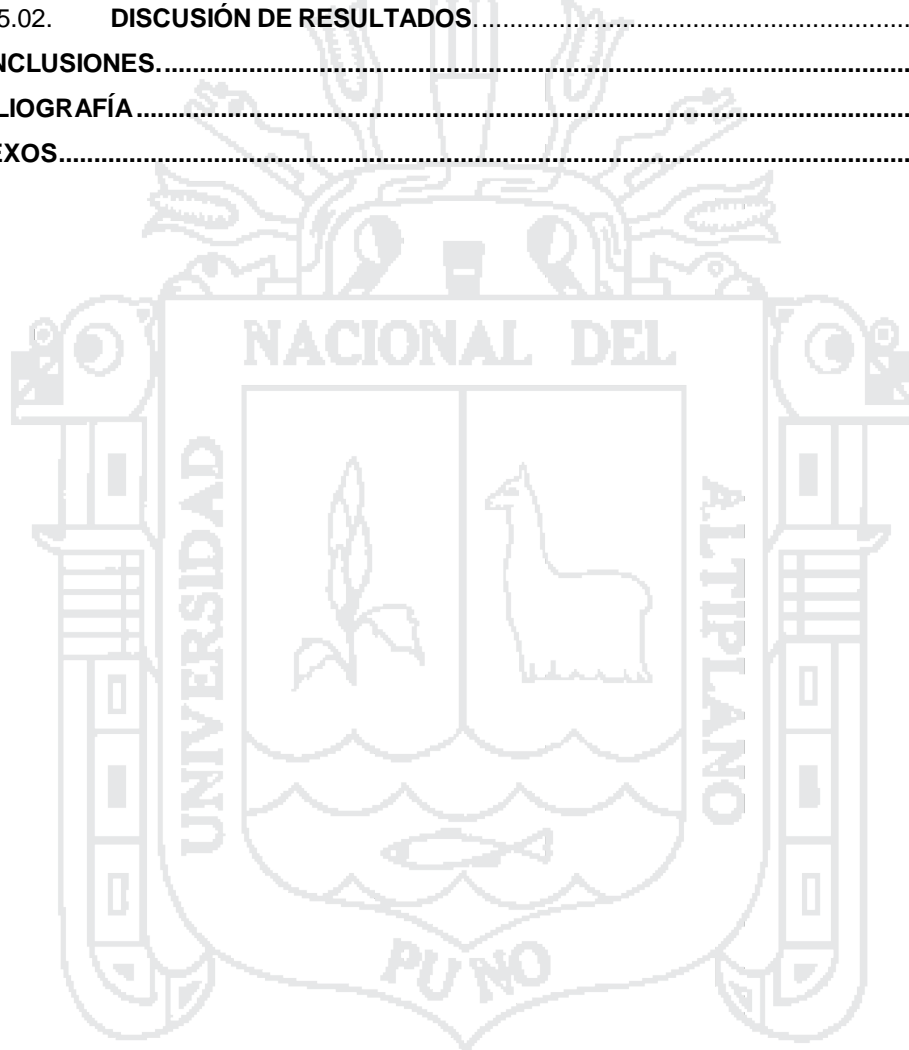 5.02. DISCUSIÓN DE RESULTADOS.................................................................
NCLUSIONES.................................................................
LIOGRAFÍA.................................................................
EXOS.................................................................
NACIONAL DEL
UNIVERSIDAD
ALTIPLANO
PUNO